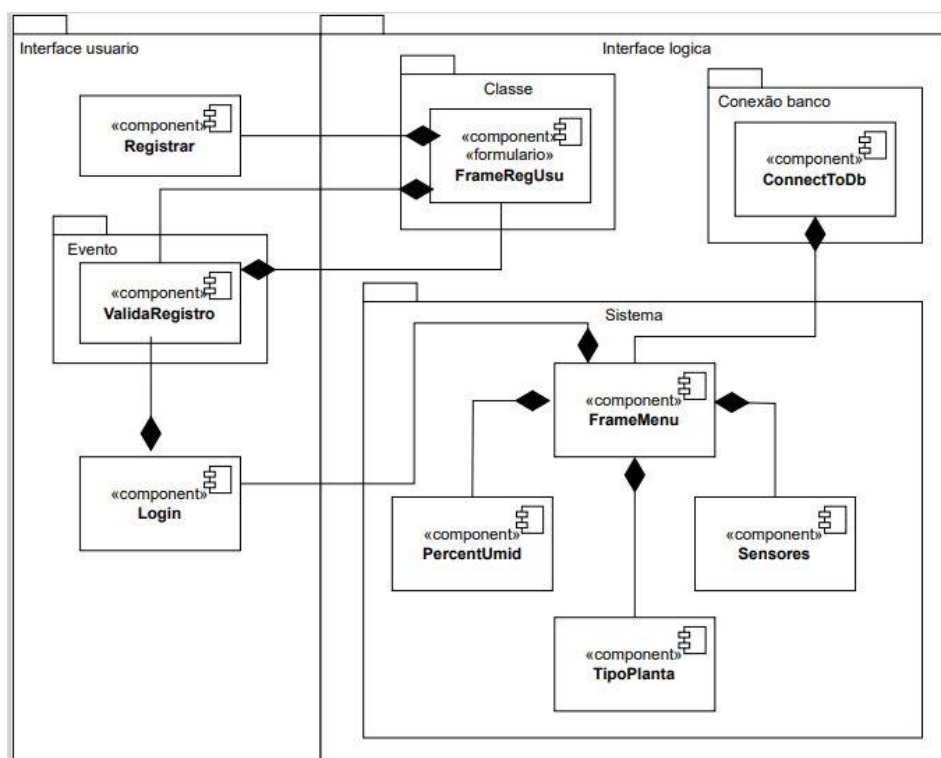 Interface usuario
Interface logica
Classe
Conexão banco
«component»
Registrar
«component»
«formulario»
FrameRegUsu
«component»
ConnectToDb
Evento
«component»
ValidaRegistro
Sistema
«component»
FrameMenu
«component»
Login
«component»
PercentUmid
«component»
Sensores
«component»
TipoPlanta